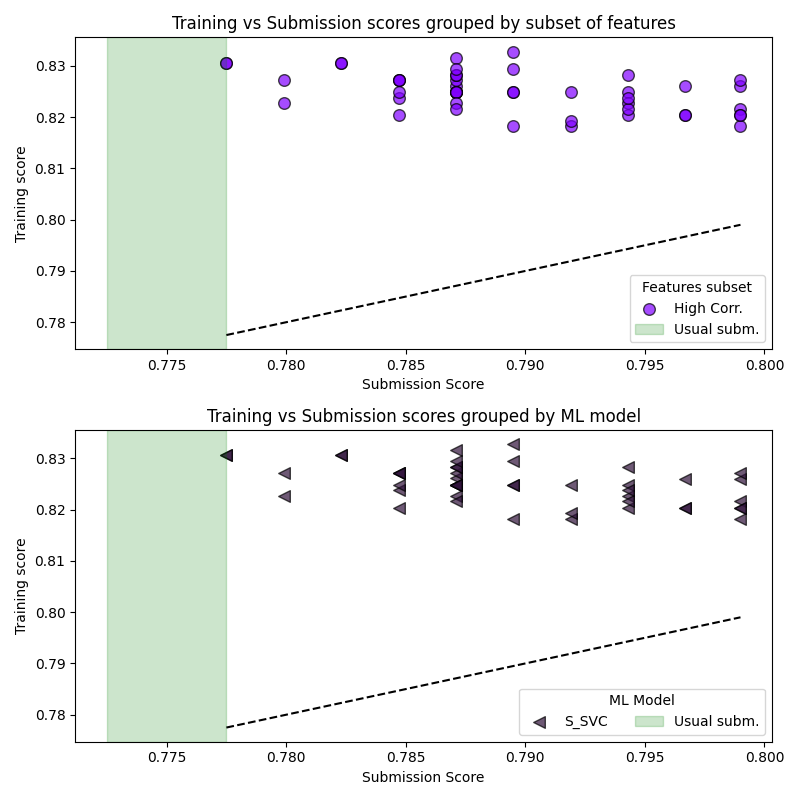 Training vs Submission scores grouped by subset of features
Training score
0.83
0.82
0.81
0.80
0.79
0.78
Features subset
High Corr.
Usual subm.
0.775 0.780 0.785 0.790 0.795 0.800
Submission Score
Training vs Submission scores grouped by ML model
Training score
0.83
0.82
0.81
0.80
0.79
0.78
ML Model
S_SVC Usual subm.
0.775 0.780 0.785 0.790 0.795 0.800
Submission Score